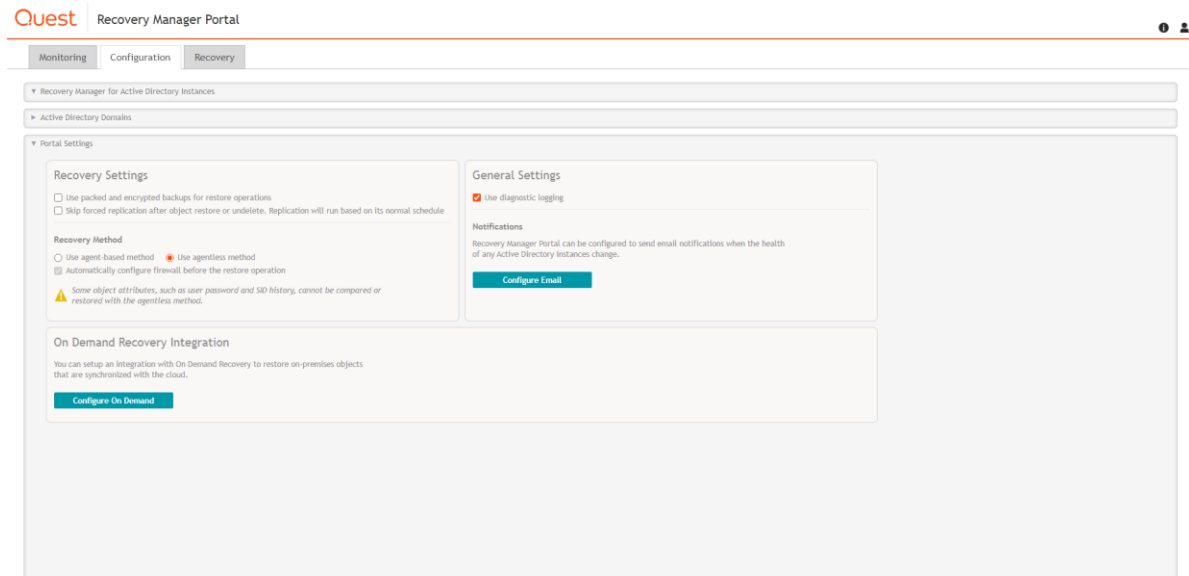 Quest Recovery Manager Portal
Monitoring Configuration Recovery
Recovery Manager for Active Directory Instances
Active Directory Domains
Portal Settings
Recovery Settings
Use packed and encrypted backups for restore operations
Skip forced replication after object restore or undelete. Replication will run based on its normal schedule
Recovery Method
Use agent-based method Use agentless method
Automatically configure firewall before the restore operation
Some object attributes, such as user password and SID history, cannot be compared or
restored with the agentless method.
General Settings
Use diagnostic logging
Notifications
Recovery Manager Portal can be configured to send email notifications when the health
of any Active Directory instances change.
Configure Email
On Demand Recovery Integration
You can setup an integration with On Demand Recovery to restore on-premises objects
that are synchronized with the cloud.
Configure On Demand